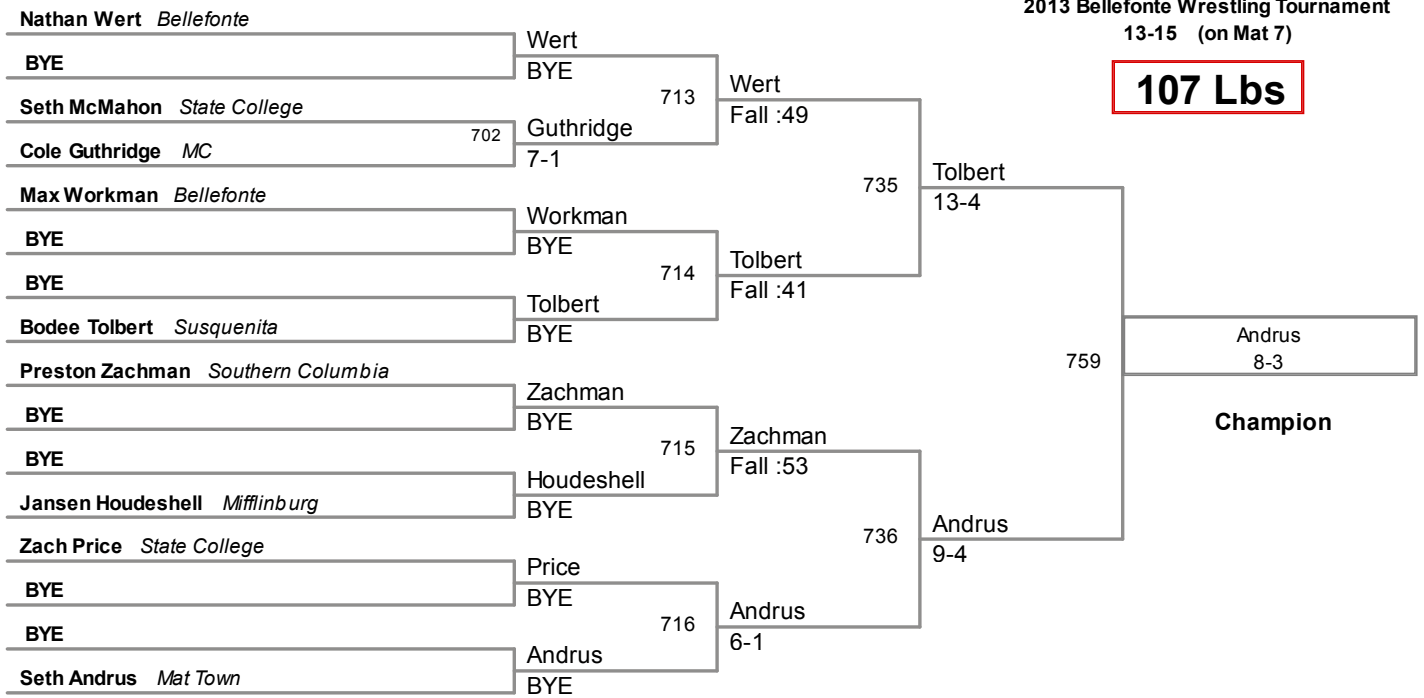 2013 Bellefonte Wrestling Tournament
13-15 (on Mat 7)
107 Lbs
Nathan Wert Bellefonte
BYE
Seth McMahon State College
Cole Guthridge MC
Max Workman Bellefonte
BYE
BYE
Bodee Tolbert Susquenita
Preston Zachman Southern Columbia
BYE
BYE
Jansen Houdeshell Mifflinburg
Zach Price State College
BYE
BYE
Seth Andrus Mat Town
702
Wert
BYE
Guthridge
7-1
Workman
BYE
Tolbert
BYE
Zachman
BYE
Houdeshell
BYE
Price
BYE
Andrus
BYE
713
714
715
716
Wert
Fall :49
Tolbert
Fall :41
Zachman
Fall :53
Andrus
6-1
735
736
Tolbert
13-4
Andrus
9-4
759
Andrus
8-3
Champion